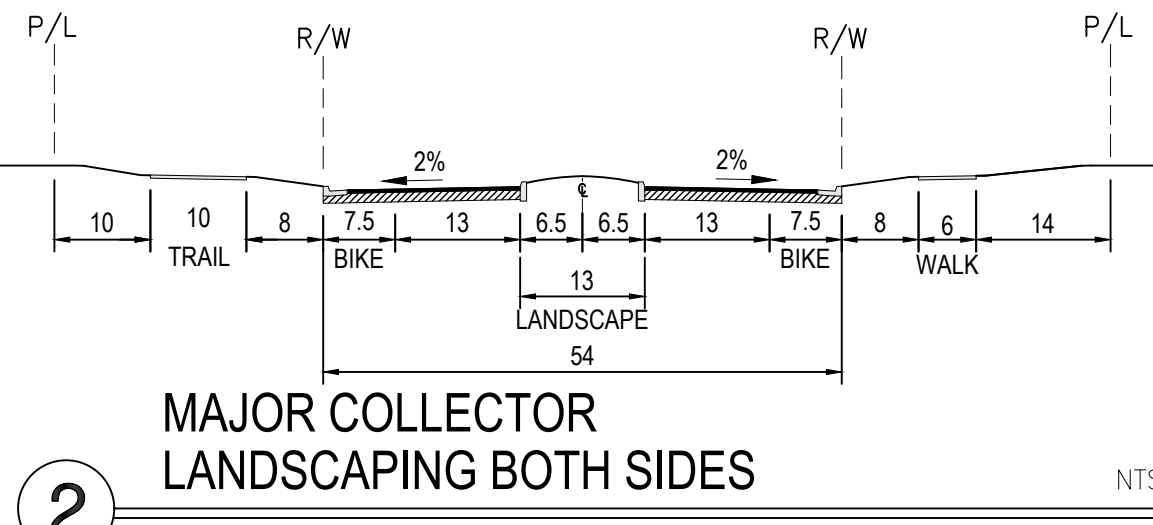 P/L R/W R/W P/L
2% 2%
℄
10 10 8 7.5 13 6.5 6.5 13 7.5 8 6 14
TRAIL BIKE BIKE WALK
13
LANDSCAPE
54
MAJOR COLLECTOR
LANDSCAPING BOTH SIDES
2 NTS